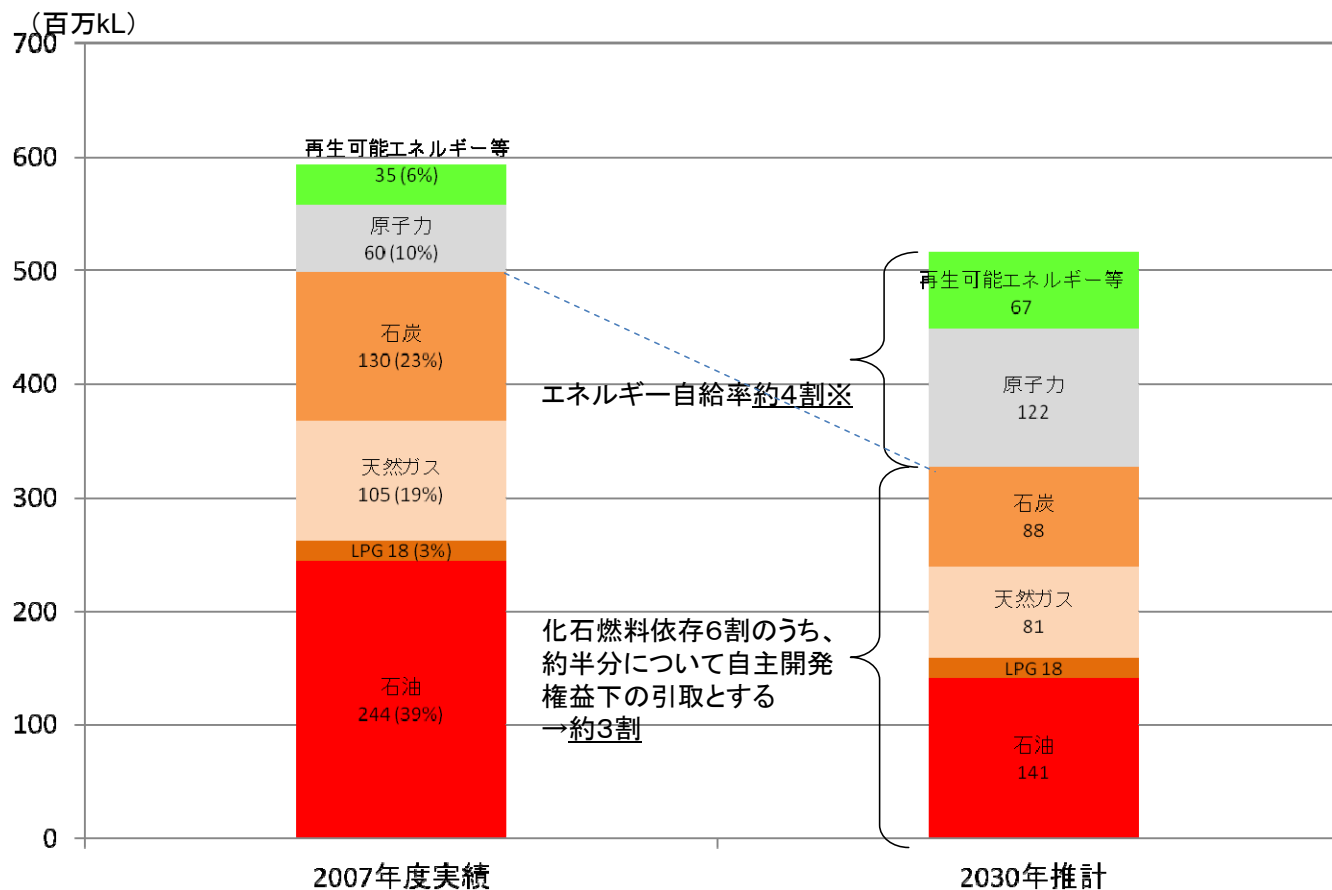 （百万kL）
700
600
500
400
300
200
100
0
再生可能エネルギー等
35 (6%)
原子力
60 (10%)
石炭
130 (23%)
天然ガス
105 (19%)
LPG 18 (3%)
石油
244 (39%)
2007年度実績
エネルギー自給率約４割※
化石燃料依存６割のうち、
約半分について自主開発
権益下の引取とする
→約３割
再生可能エネルギー等
67
原子力
122
石炭
88
天然ガス
81
LPG 18
石油
141
2030年推計